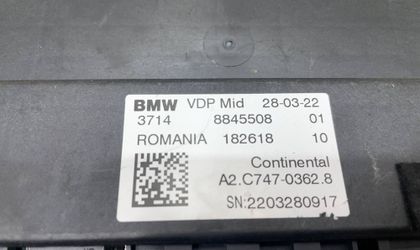 BMW VDP Mid 28-03-22
3714 8845508 01
ROMANIA 182618 10
Continental
A2.C747-0362.8
SN:2203280917